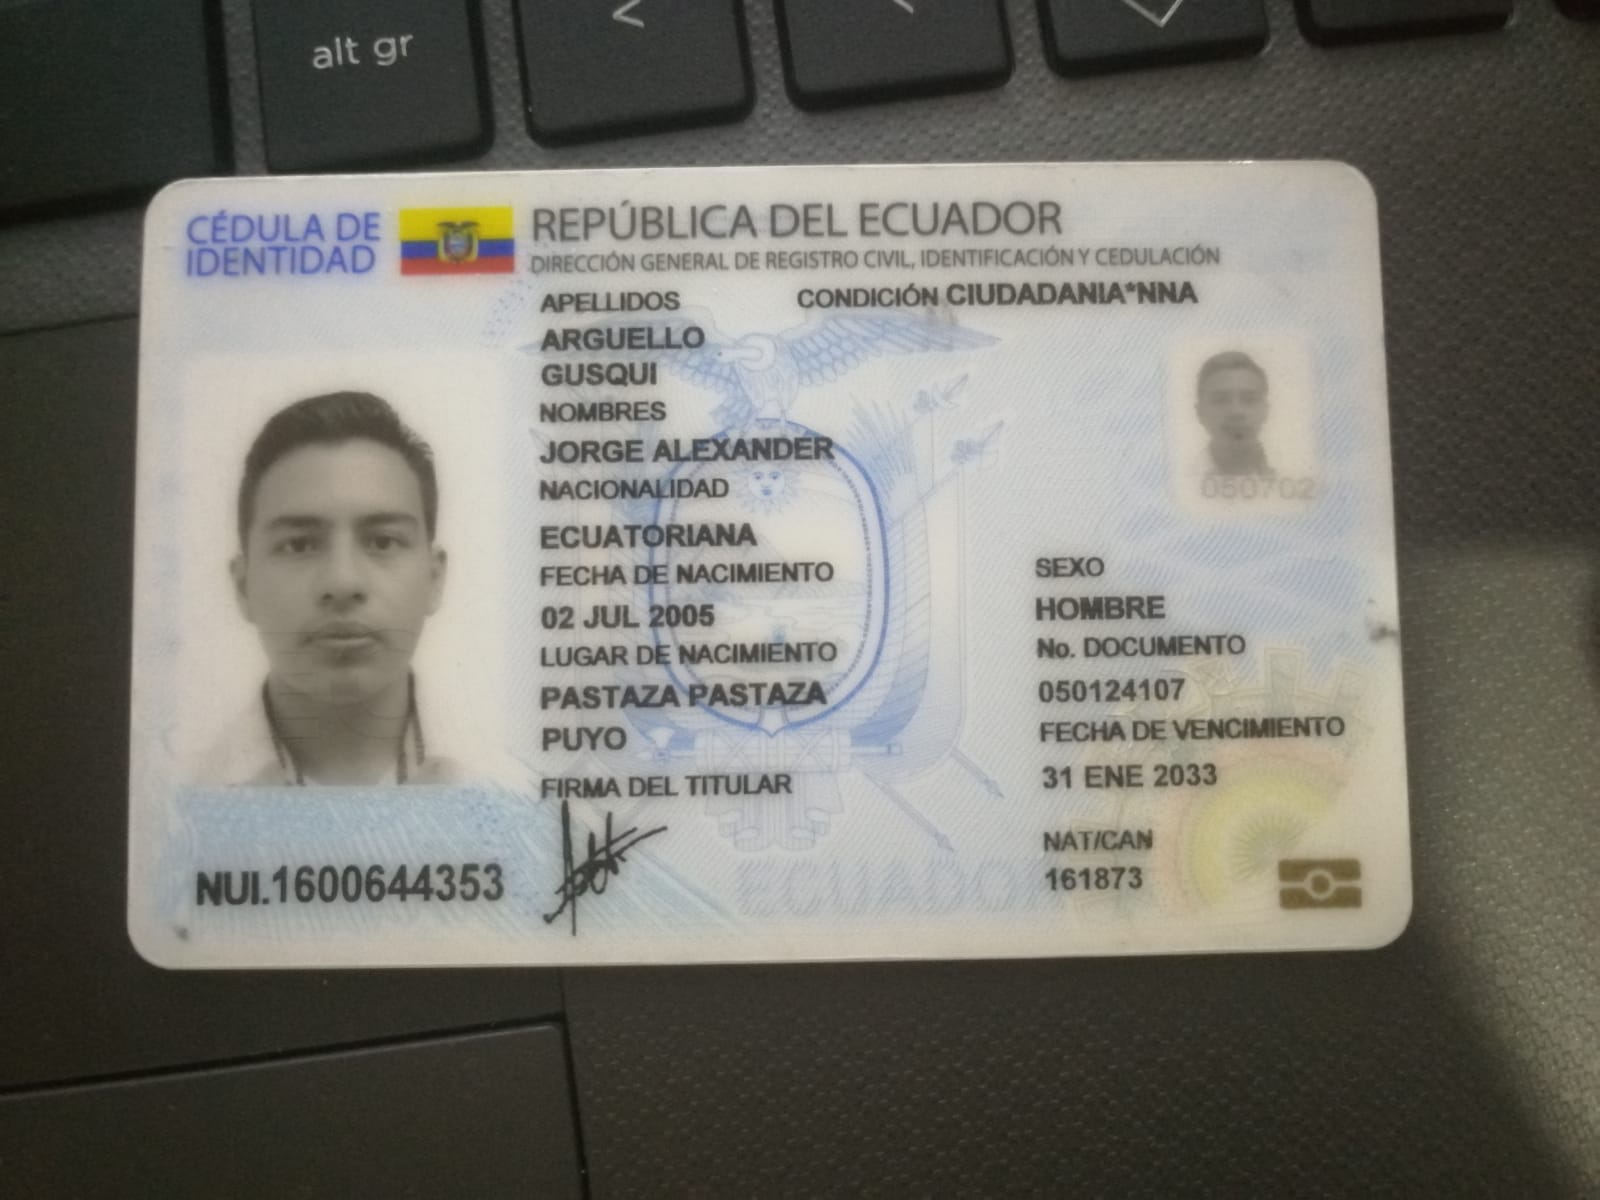 alt gr
<
CÉDULA DE
IDENTIDAD
REPÚBLICA DEL ECUADOR
DIRECCIÓN GENERAL DE REGISTRO CIVIL, IDENTIFICACIÓN Y CEDULACIÓN
APELLIDOS
CONDICIÓN CIUDADANIA*NNA
ARGUELLO
GUSQUI
NOMBRES
JORGE ALEXANDER
NACIONALIDAD
ECUATORIANA
FECHA DE NACIMIENTO
02 JUL 2005
LUGAR DE NACIMIENTO
PASTAZA PASTAZA
PUYO
FIRMA DEL TITULAR
050702
SEXO
HOMBRE
No. DOCUMENTO
050124107
FECHA DE VENCIMIENTO
31 ENE 2033
NAT/CAN
161873
NUI.1600644353
ECUADOR